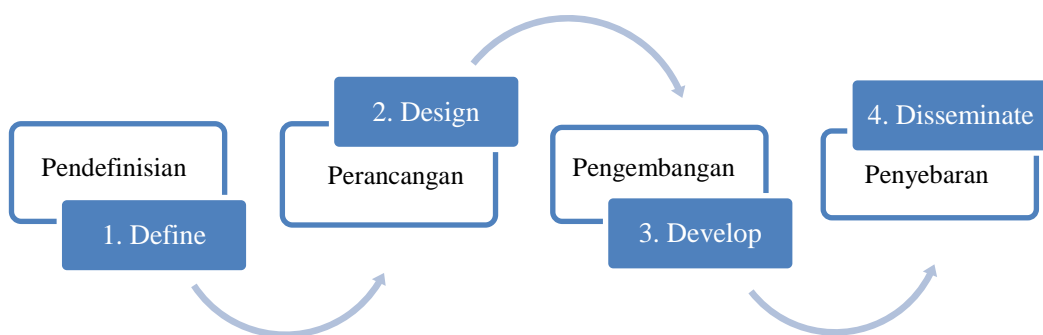 Pendefinisian
1. Define
2. Design
Perancangan
Pengembangan
3. Develop
4. Disseminate
Penyebaran